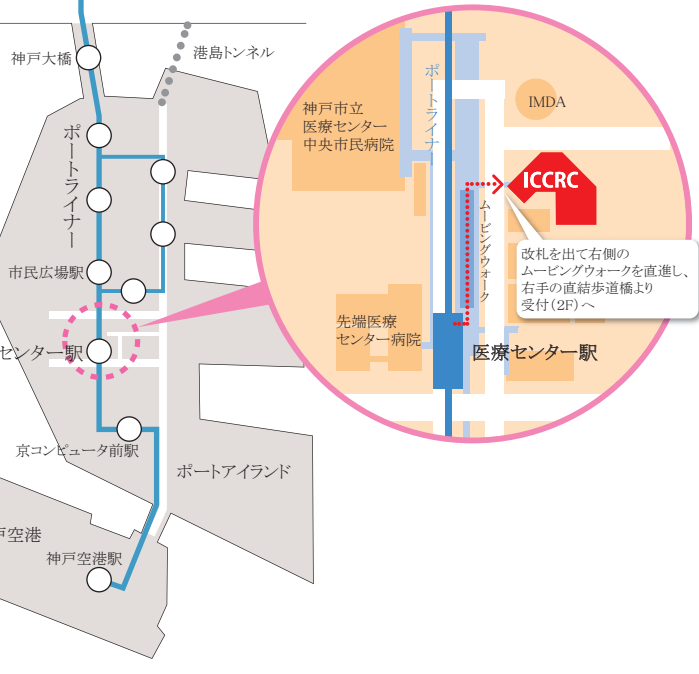 神戸大橋
港島トンネル
ポートライナー
市民広場駅
センター駅
京コンピュータ前駅
ポートアイランド
戸空港
神戸空港駅
神戸市立
医療センター
中央市民病院
ポートライナー
IMDA
ICCRC
ムービングウォーク
改札を出て右側の
ムービングウォークを直進し、
右手の直結歩道橋より
受付（2F）へ
先端医療
センター病院
医療センター駅